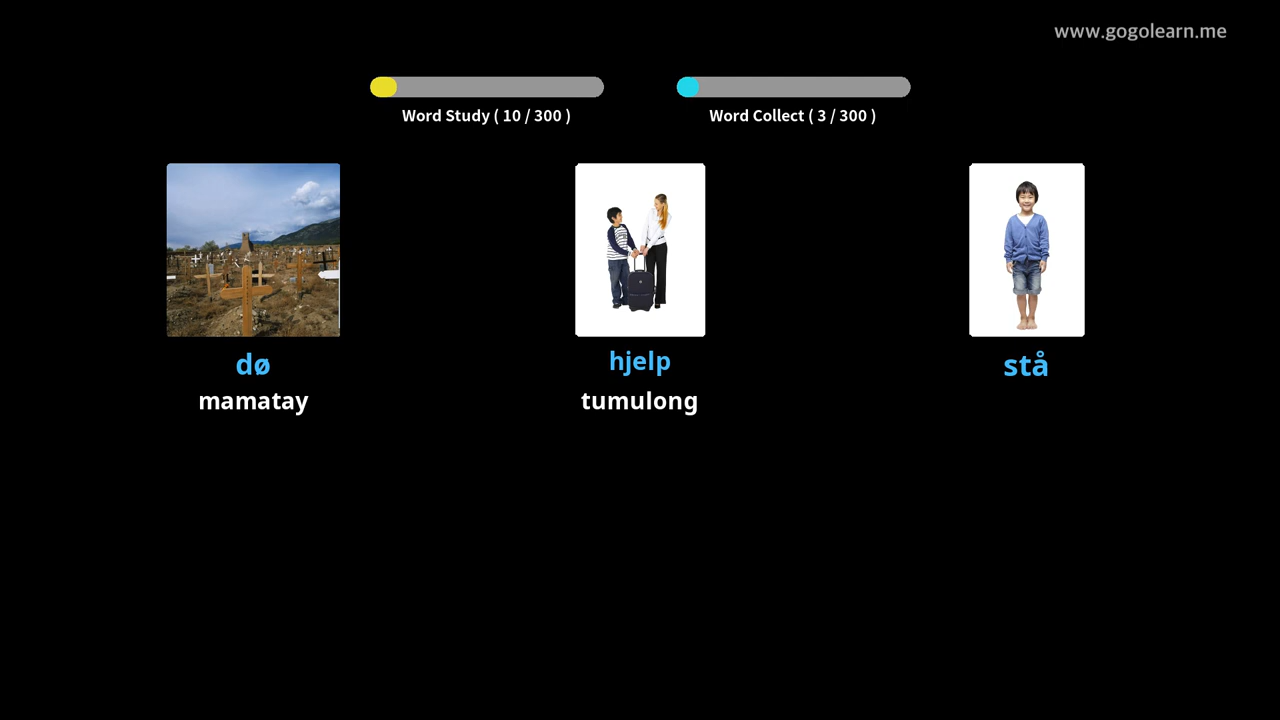 www.gogolearn.me
Word Study ( 10 / 300 )
Word Collect ( 3 / 300 )
dø
mamatay
hjelp
tumulong
stå